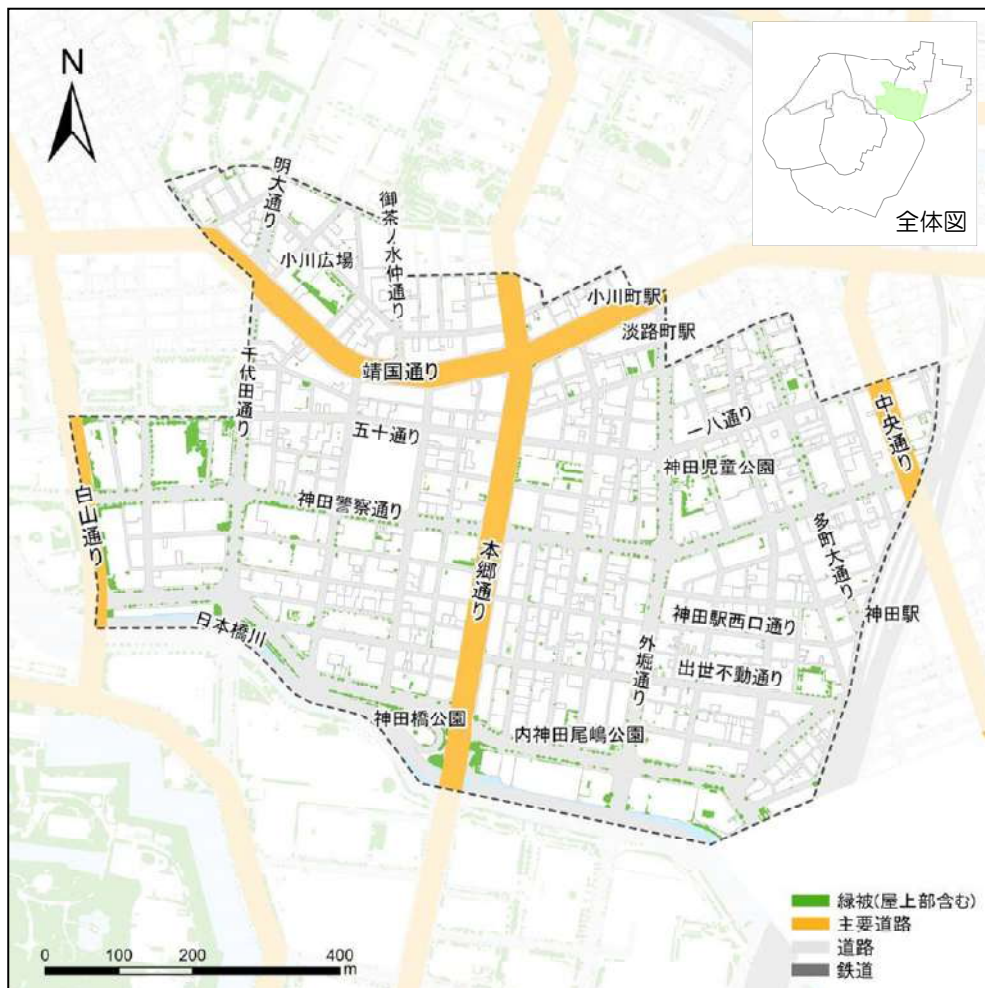 N
全体図
明大通り
御茶ノ水仲通り
小川広場
小川町駅
淡路町駅
靖国通り
千代田通り
五十通り
一八通り
中央通り
神田児童公園
神田警察通り
白山通り
本郷通り
多町大通り
神田駅西口通り
神田駅
日本橋川
外堀通り
出世不動通り
神田橋公園
内神田尾嶋公園
緑被(屋上部含む)
主要道路
道路
鉄道
0 100 200 400
m